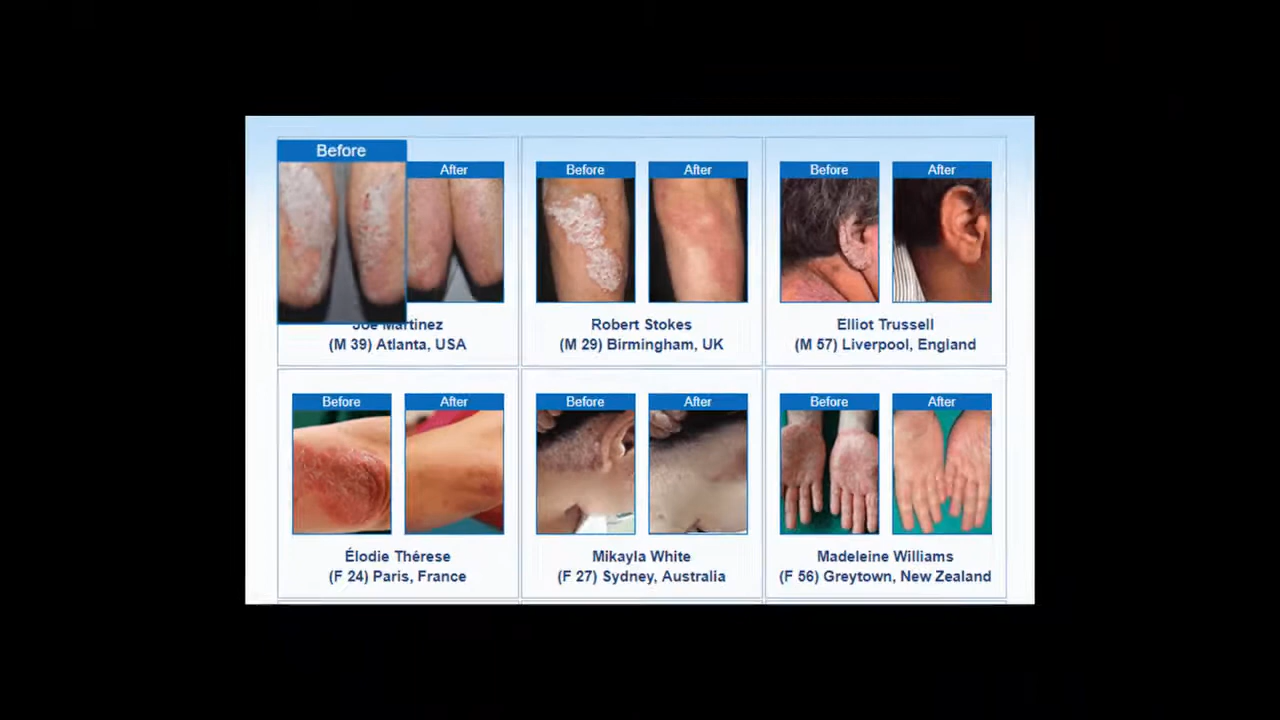 Before
After
Joe Martinez
(M 39) Atlanta, USA
Before
After
Robert Stokes
(M 29) Birmingham, UK
Before
After
Elliot Trussell
(M 57) Liverpool, England
Before
After
Élodie Thérese
(F 24) Paris, France
Before
After
Mikayla White
(F 27) Sydney, Australia
Before
After
Madeleine Williams
(F 56) Greytown, New Zealand